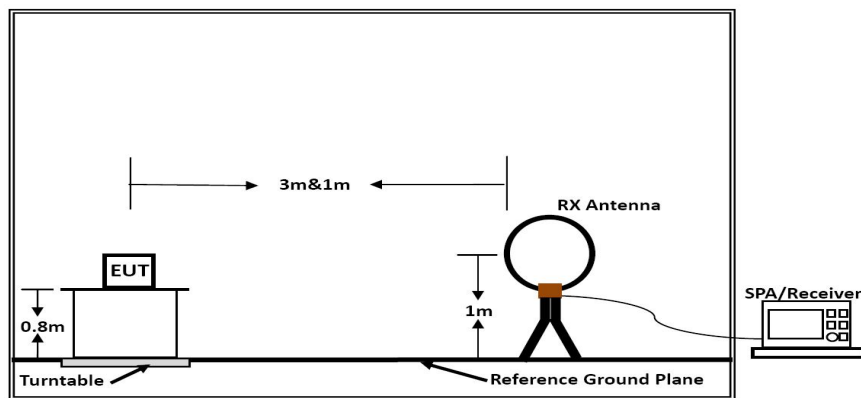 3m&1m
RX Antenna
EUT
SPA/Receiver
0.8m
1m
Turntable
Reference Ground Plane